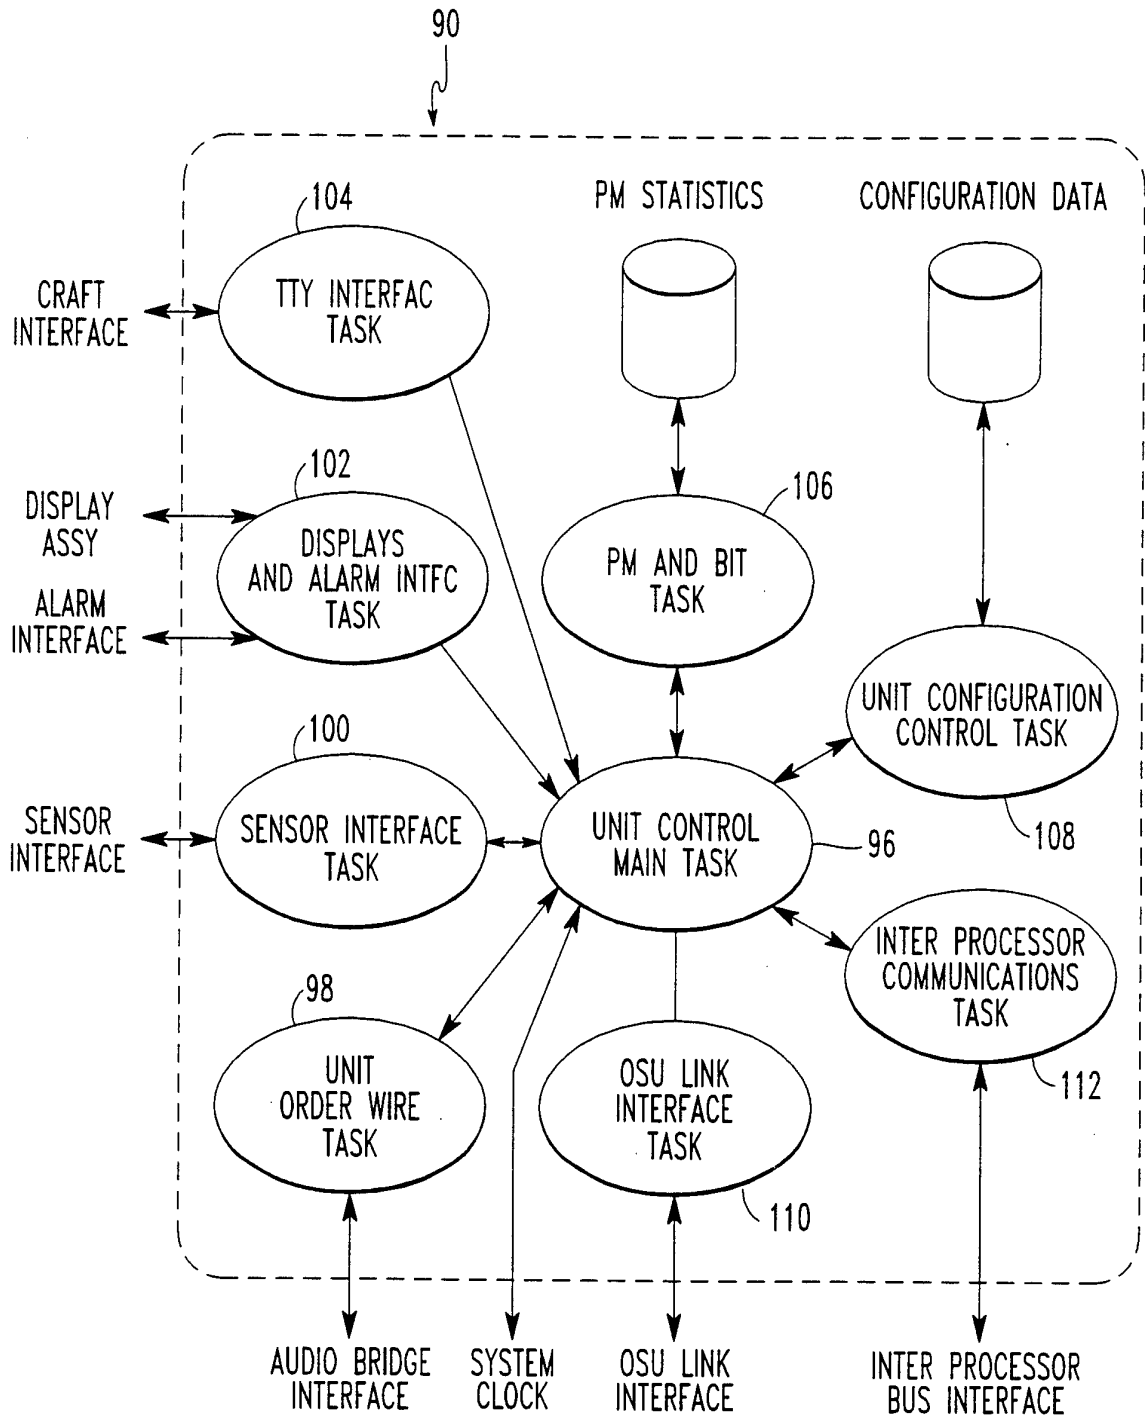 90
104
PM STATISTICS
CONFIGURATION DATA
TTY INTERFAC
TASK
CRAFT
INTERFACE
102
106
DISPLAY
ASSY
DISPLAYS
AND ALARM INTFC
TASK
PM AND BIT
TASK
ALARM
INTERFACE
UNIT CONFIGURATION
CONTROL TASK
100
108
SENSOR
INTERFACE
SENSOR INTERFACE
TASK
UNIT CONTROL
MAIN TASK
96
INTER PROCESSOR
COMMUNICATIONS
TASK
98
112
UNIT
ORDER WIRE
TASK
OSU LINK
INTERFACE
TASK
110
AUDIO BRIDGE
INTERFACE
SYSTEM
CLOCK
OSU LINK
INTERFACE
INTER PROCESSOR
BUS INTERFACE